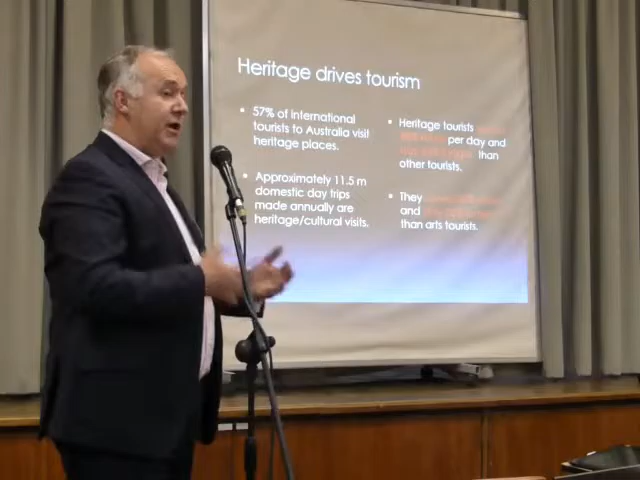 Heritage drives tourism
57% of international
tourists to Australia visit
heritage places.
Approximately 11.5 m
domestic day trips
made annually are
heritage/cultural visits.
Heritage tourists
per day and
than
other tourists.
They
and
than arts tourists.